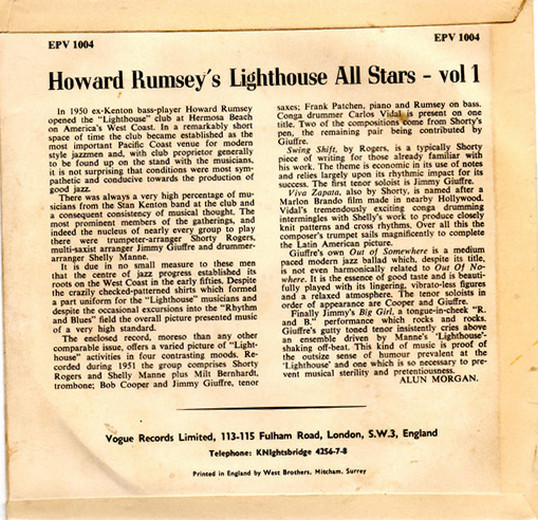 EPV 1004
EPV 1004
Howard Rumsey's Lighthouse All Stars - vol 1
In 1950 ex-Kenton bass-player Howard Rumsey
opened the "Lighthouse" club at Hermosa Beach
on America's West Coast. In a remarkably short
space of time the club became established as the
most important Pacific Coast venue for modern
style jazzmen and, with club proprietor generally
to be found up on the stand with the musicians,
it is not surprising that conditions were most sym-
pathetic and conducive towards the production of
good jazz.
There was always a very high percentage of mu-
sicians from the Stan Kenton band at the club and
a consequent consistency of musical thought. The
most prominent members of the gatherings, and
indeed the nucleus of nearly every group to play
there were trumpeter-arranger Shorty Rogers,
multi-saxist arranger Jimmy Giuffre and drummer-
arranger Shelly Manne.
It is due in no small measure to these men
that the centre of jazz progress established its
roots on the West Coast in the early fifties. Despite
the crazily checked-patterned shirts which formed
a part uniform for the "Lighthouse" musicians and
despite the occasional excursions into the "Rhythm
and Blues" field the overall picture presented music
of a very high standard.
The enclosed record, moreso than any other
comparable issue, offers a varied picture of "Light-
house" activities in four contrasting moods. Re-
corded during 1951 the group comprises Shorty
Rogers and Shelly Manne plus Milt Bernhardt,
trombone; Bob Cooper and Jimmy Giuffre, tenor
saxes; Frank Patchen, piano and Rumsey on bass.
Conga drummer Carlos Vidal is present on one
title. Two of the compositions come from Shorty's
pen, the remaining pair being contributed by
Giuffre.
Swing Shift, by Rogers, is a typically Shorty
piece of writing for those already familiar with
his work. The theme is economic in its use of notes
and relies largely upon its rhythmic impact for its
success. The first tenor soloist is Jimmy Giuffre.
Viva Zapata, also by Shorty, is named after a
Marlon Brando film made in nearby Hollywood.
Vidal's tremendously exciting conga drumming
intermingles with Shelly's work to produce closely
knit patterns and cross rhythms. Over all this the
composer's trumpet sails magnificently to complete
the Latin American picture.
Giuffre's own Out of Somewhere is a medium
paced modern jazz ballad which, despite its title,
is not even harmonically related to Out Of No-
where. It is the essence of good taste and is beauti-
fully played with its lingering, vibrato-less figures
and a relaxed atmosphere. The tenor soloists in
order of appearance are Cooper and Giuffre.
Finally Jimmy's Big Girl, a tongue-in-cheek "R.
and B." performance which rocks and rocks.
Giuffre's gutty toned tenor insistently cries above
an ensemble driven by Manne's 'Lighthouse'-
shaking off-beat. This kind of music is proof of
the outsize sense of humour prevalent at the
'Lighthouse' and one which is so necessary to pre-
vent musical sterility and pretentiousness.
ALUN MORGAN.
Vogue Records Limited, 113-115 Fulham Road, London, S.W.3, England
Telephone: KNIghtsbridge 4256-7-8
Printed in England by West Brothers, Mitcham, Surrey